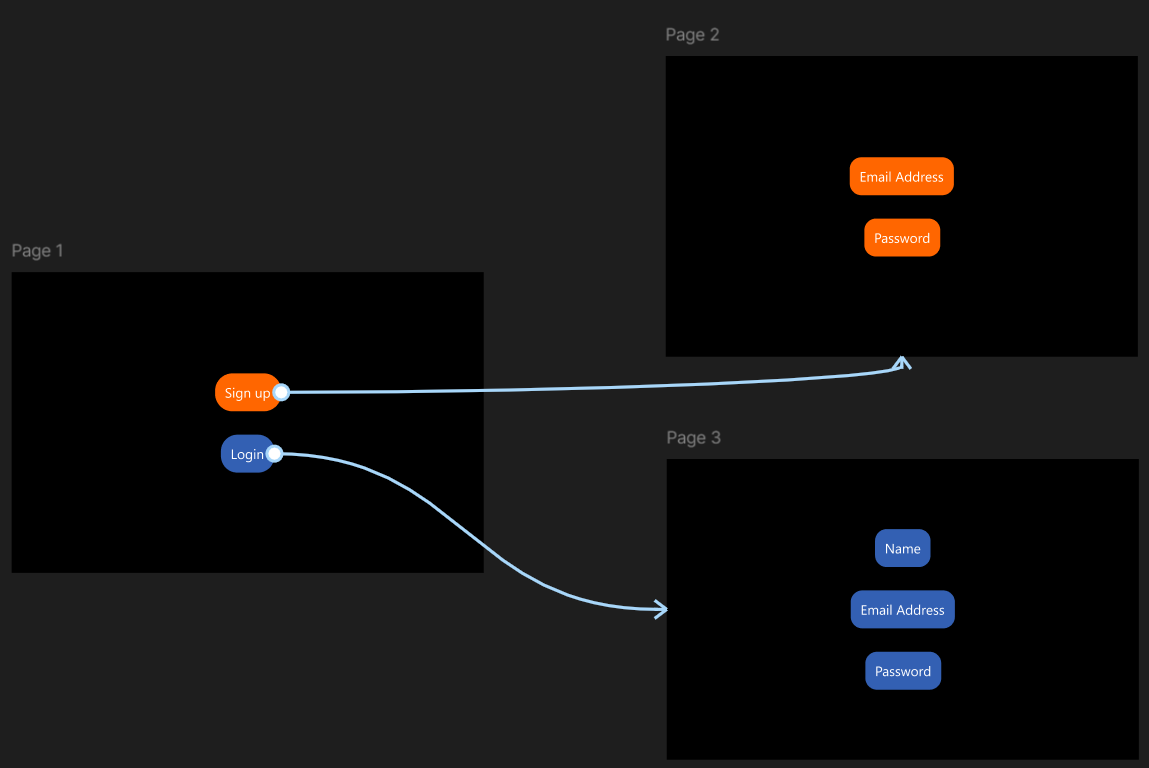 Page 1
Sign up
Login
Page 2
Email Address
Password
Page 3
Name
Email Address
Password